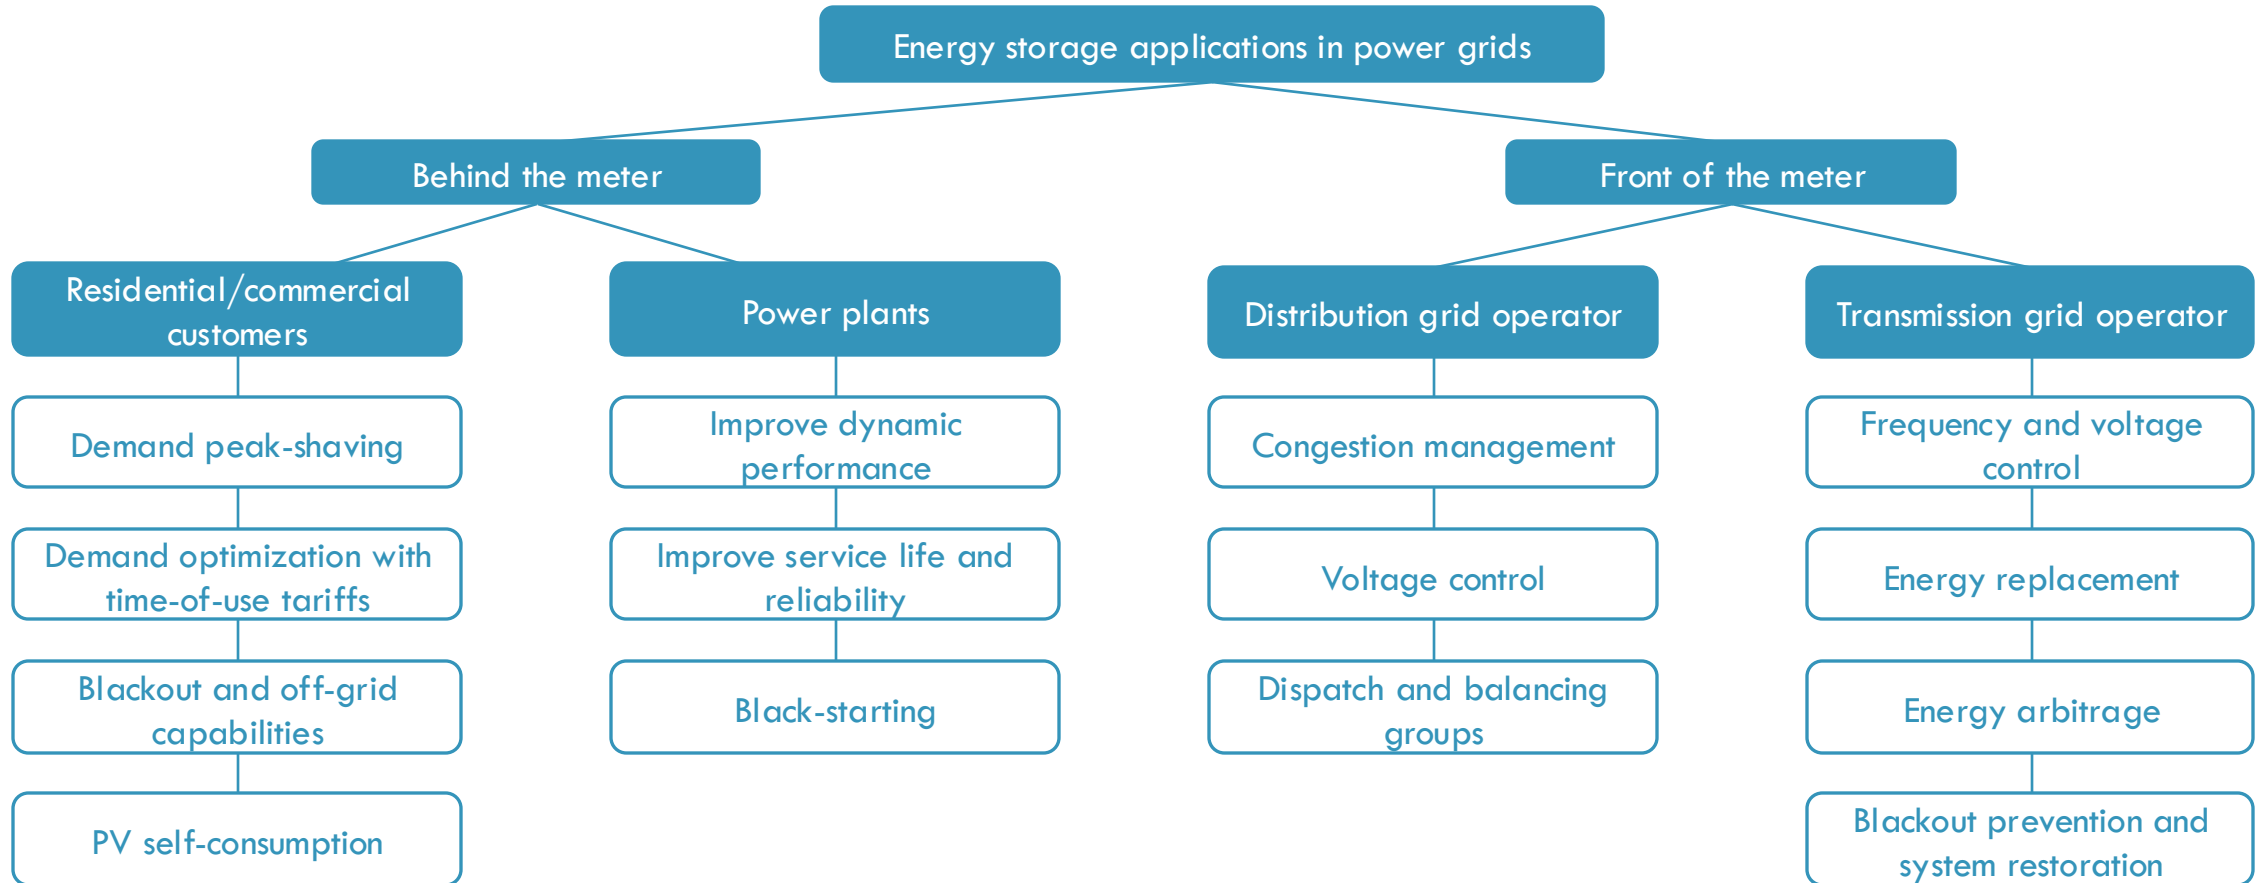 Energy storage applications in power grids
Behind the meter
Front of the meter
Residential/commercial
customers
Power plants
Distribution grid operator
Transmission grid operator
Demand peak-shaving
Improve dynamic
performance
Congestion management
Frequency and voltage
control
Demand optimization with
time-of-use tariffs
Improve service life and
reliability
Voltage control
Energy replacement
Blackout and off-grid
capabilities
Black-starting
Dispatch and balancing
groups
Energy arbitrage
PV self-consumption
Blackout prevention and
system restoration